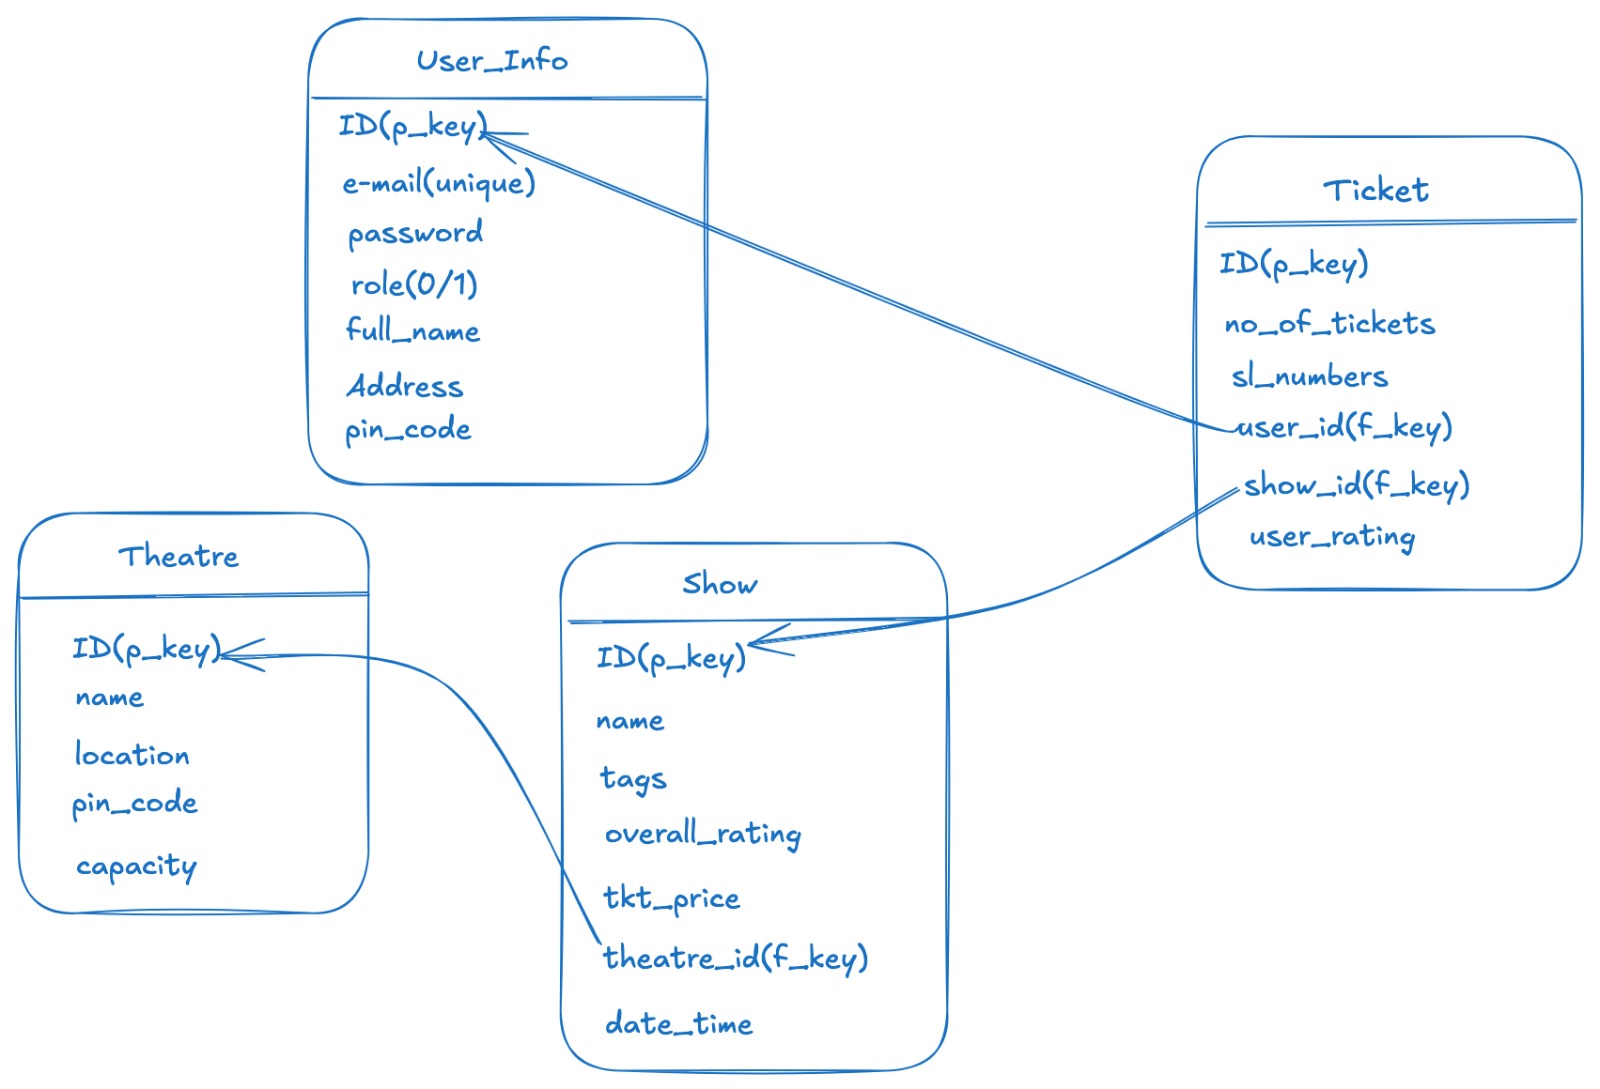 User_Info
ID(p_key)
e-mail(unique)
password
role(0/1)
full_name
Address
pin_code
Ticket
ID(p_key)
no_of_tickets
sl_numbers
user_id(f_key)
show_id(f_key)
user_rating
Theatre
ID(p_key)
name
location
pin_code
capacity
Show
ID(p_key)
name
tags
overall_rating
tkt_price
theatre_id(f_key)
date_time